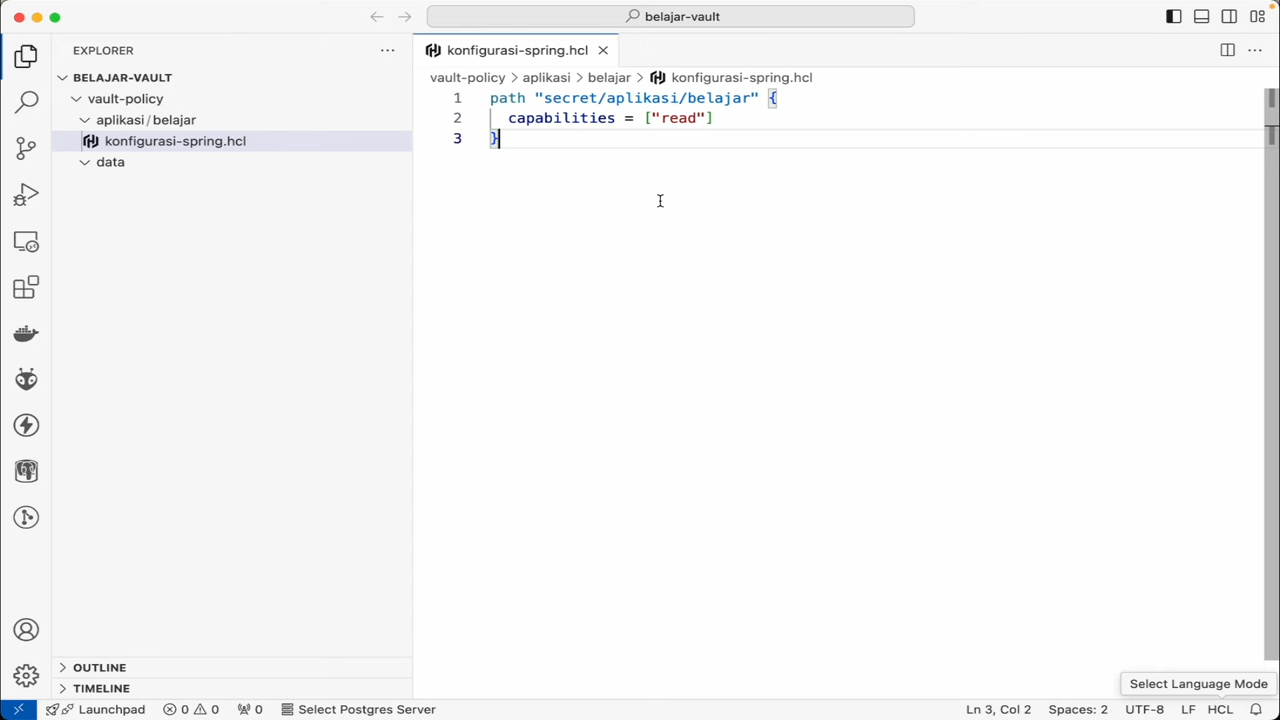 belajar-vault
EXPLORER
BELAJAR-VAULT
vault-policy
aplikasi / belajar
konfigurasi-spring.hcl
data
OUTLINE
TIMELINE
konfigurasi-spring.hcl
vault-policy > aplikasi > belajar > konfigurasi-spring.hcl
1 path "secret/aplikasi/belajar" {
2 capabilities = ["read"]
3 }
Select Language Mode
Launchpad 0 0 0 Select Postgres Server Ln 3, Col 2 Spaces: 2 UTF-8 LF HCL